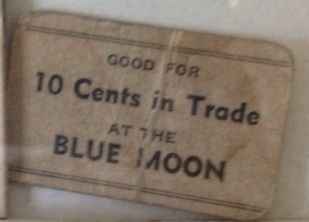 GOOD FOR
10 Cents in Trade
AT THE
BLUE MOON